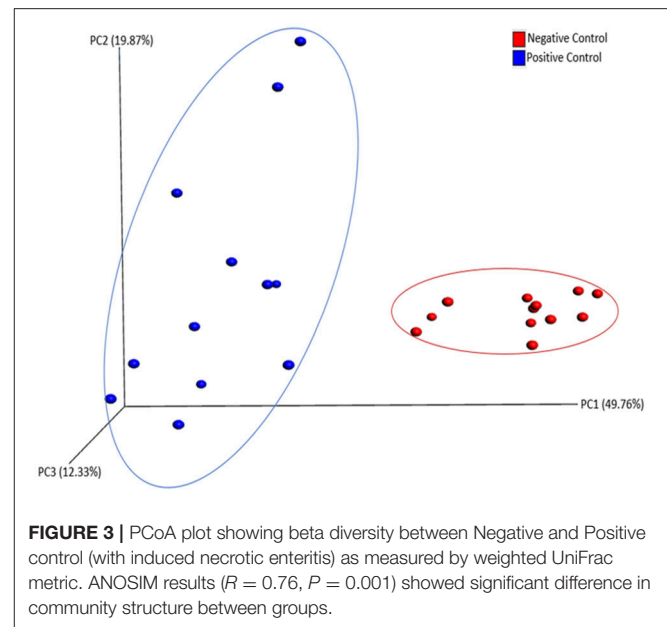 PC2 (19.87%)
Negative Control
Positive Control
PC1 (49.76%)
PC3 (12.33%)
FIGURE 3 | PCoA plot showing beta diversity between Negative and Positive
control (with induced necrotic enteritis) as measured by weighted UniFrac
metric. ANOSIM results (R = 0.76, P = 0.001) showed significant difference in
community structure between groups.